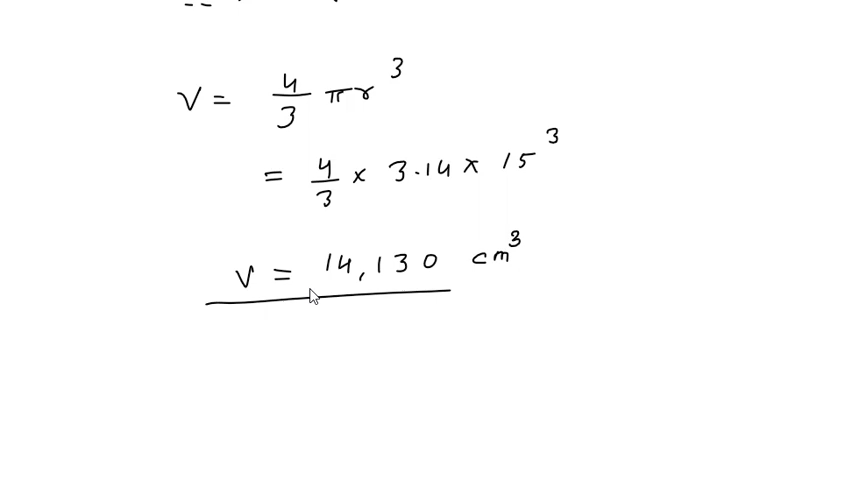 V = 4/3 πr³
= 4/3 × 3.14 × 15³
V = 14,130 cm³